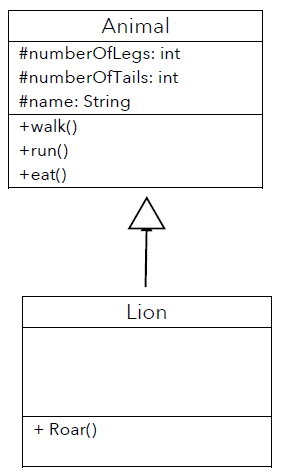 Animal
#numberOfLegs: int
#numberOfTails: int
#name: String
+walk()
+run()
+eat()
Lion
+ Roar()